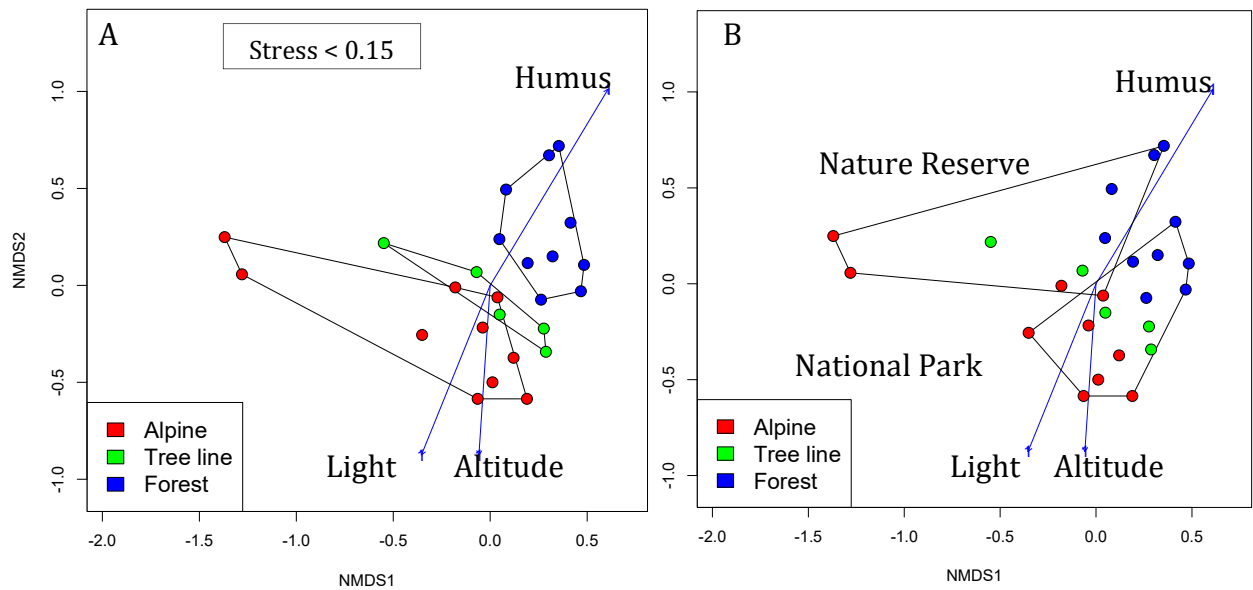 A
Stress < 0.15
Humus
1.0
0.5
0.0
-0.5
-1.0
NMDS2
Light
Altitude
Alpine
Tree line
Forest
-2.0 -1.5 -1.0 -0.5 0.0 0.5
NMDS1
B
Humus
Nature Reserve
National Park
1.0
0.5
0.0
-0.5
-1.0
Light
Altitude
Alpine
Tree line
Forest
-2.0 -1.5 -1.0 -0.5 0.0 0.5
NMDS1